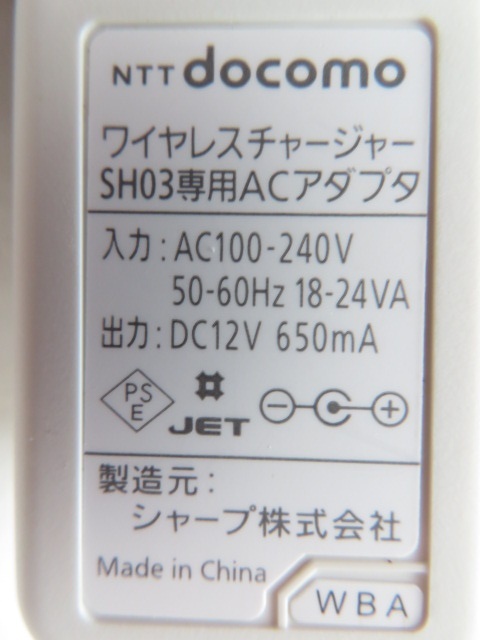 NTT docomo
ワイヤレスチャージャー
SH03専用ACアダプタ
入力:AC100-240V
50-60Hz 18-24VA
出力:DC12V 650mA
PS
E
JET
製造元:
シャープ株式会社
Made in China
WBA